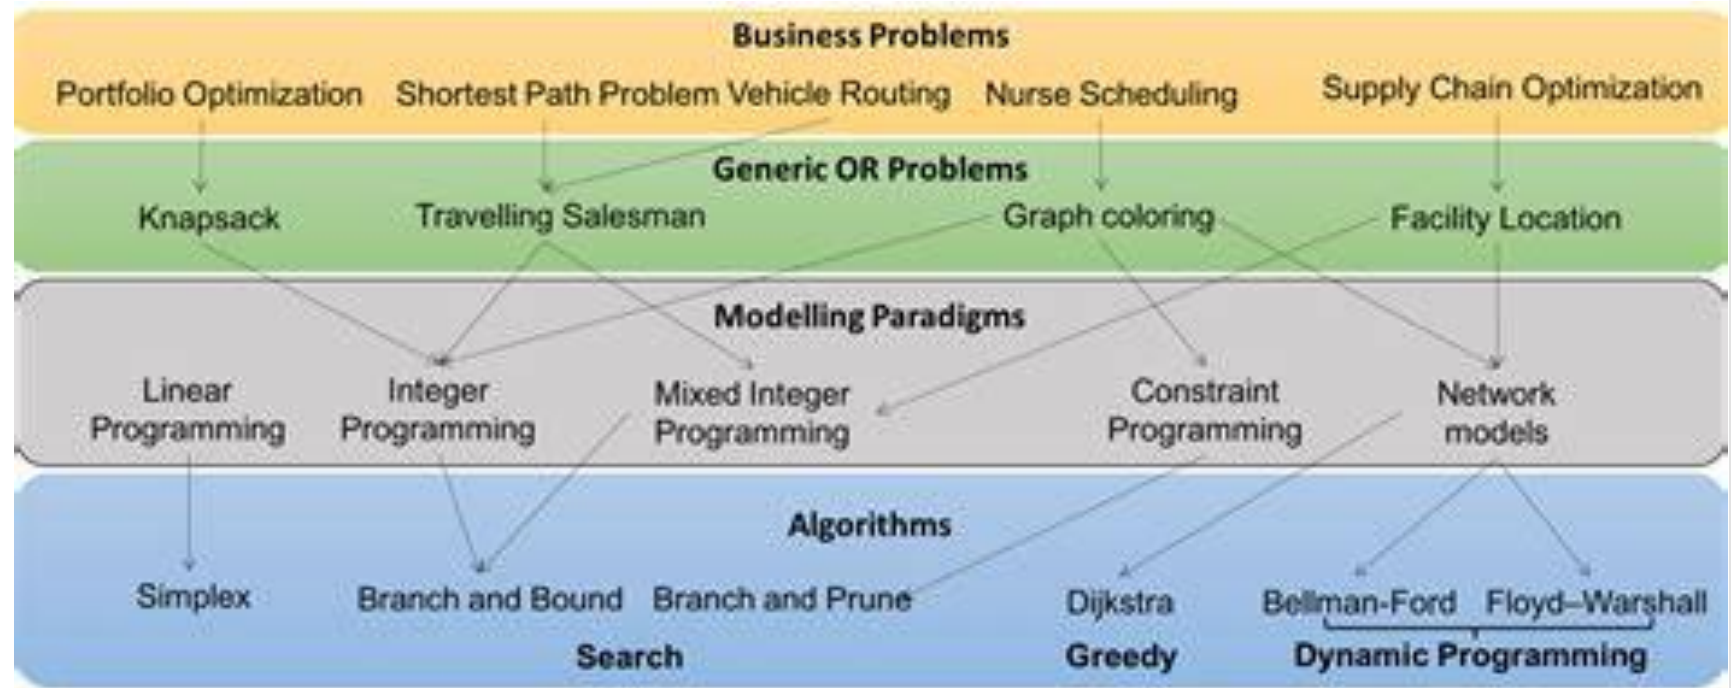 Business Problems
Portfolio Optimization Shortest Path Problem Vehicle Routing Nurse Scheduling Supply Chain Optimization
Generic OR Problems
Knapsack Travelling Salesman Graph coloring Facility Location
Modelling Paradigms
Linear Integer Mixed Integer Constraint Network
Programming Programming Programming Programming models
Algorithms
Simplex Branch and Bound Branch and Prune Dijkstra Bellman-Ford Floyd–Warshall
Search Greedy Dynamic Programming